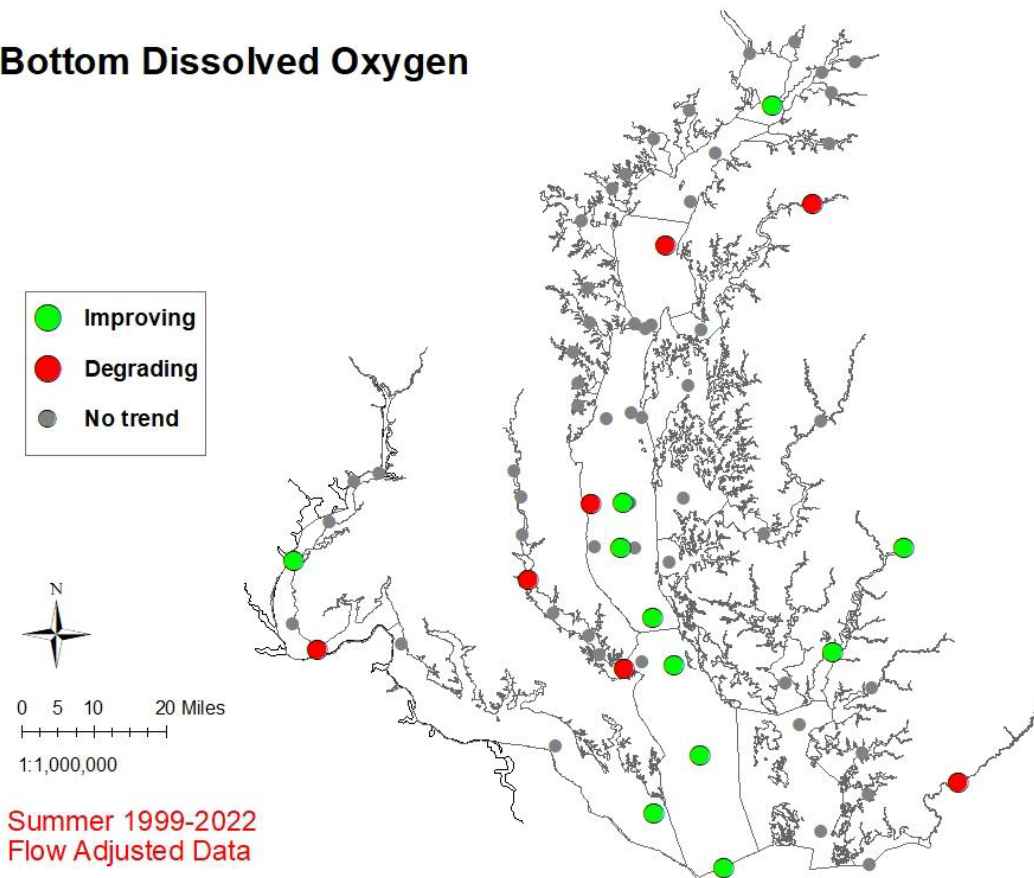 Bottom Dissolved Oxygen
Improving
Degrading
No trend
N
0 5 10 20 Miles
1:1,000,000
Summer 1999-2022
Flow Adjusted Data